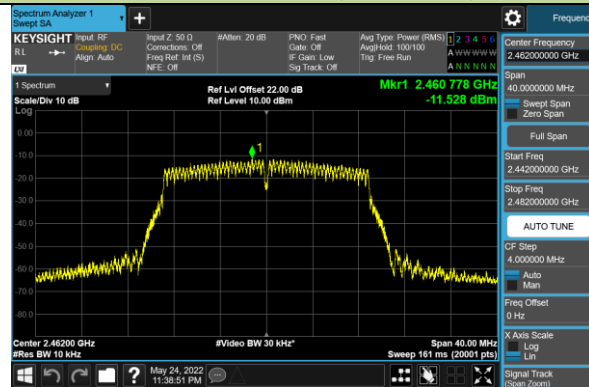 Spectrum Analyzer 1
Swept SA
+
Frequenc
KEYSIGHT
Input: RF
Coupling: DC
Align: Auto
Input Z: 50 Ω
Corrections: Off
Freq Ref: Int (S)
NFE: Off
#Atten: 20 dB
PNO: Fast
Gate: Off
IF Gain: Low
Sig Track: Off
Avg Type: Power (RMS)
Avg|Hold: 100/100
Trig: Free Run
1 2 3 4 5 6
A W W W W W
A N N N N N
RL
LXI
1 Spectrum
Scale/Div 10 dB
Log
Ref Lvl Offset 22.00 dB
Ref Level 10.00 dBm
Mkr1 2.460 778 GHz
-11.528 dBm
1
0.00
-10.0
-20.0
-30.0
-40.0
-50.0
-60.0
-70.0
-80.0
Center 2.46200 GHz
#Res BW 10 kHz
#Video BW 30 kHz*
Span 40.00 MHz
Sweep 161 ms (20001 pts)
Center Frequency
2.462000000 GHz
Span
40.0000000 MHz
Swept Span
Zero Span
Full Span
Start Freq
2.442000000 GHz
Stop Freq
2.482000000 GHz
AUTO TUNE
CF Step
4.000000 MHz
Auto
Man
Freq Offset
0 Hz
X Axis Scale
Log
Lin
Signal Track
(Span Zoom)
?
May 24, 2022
11:38:51 PM